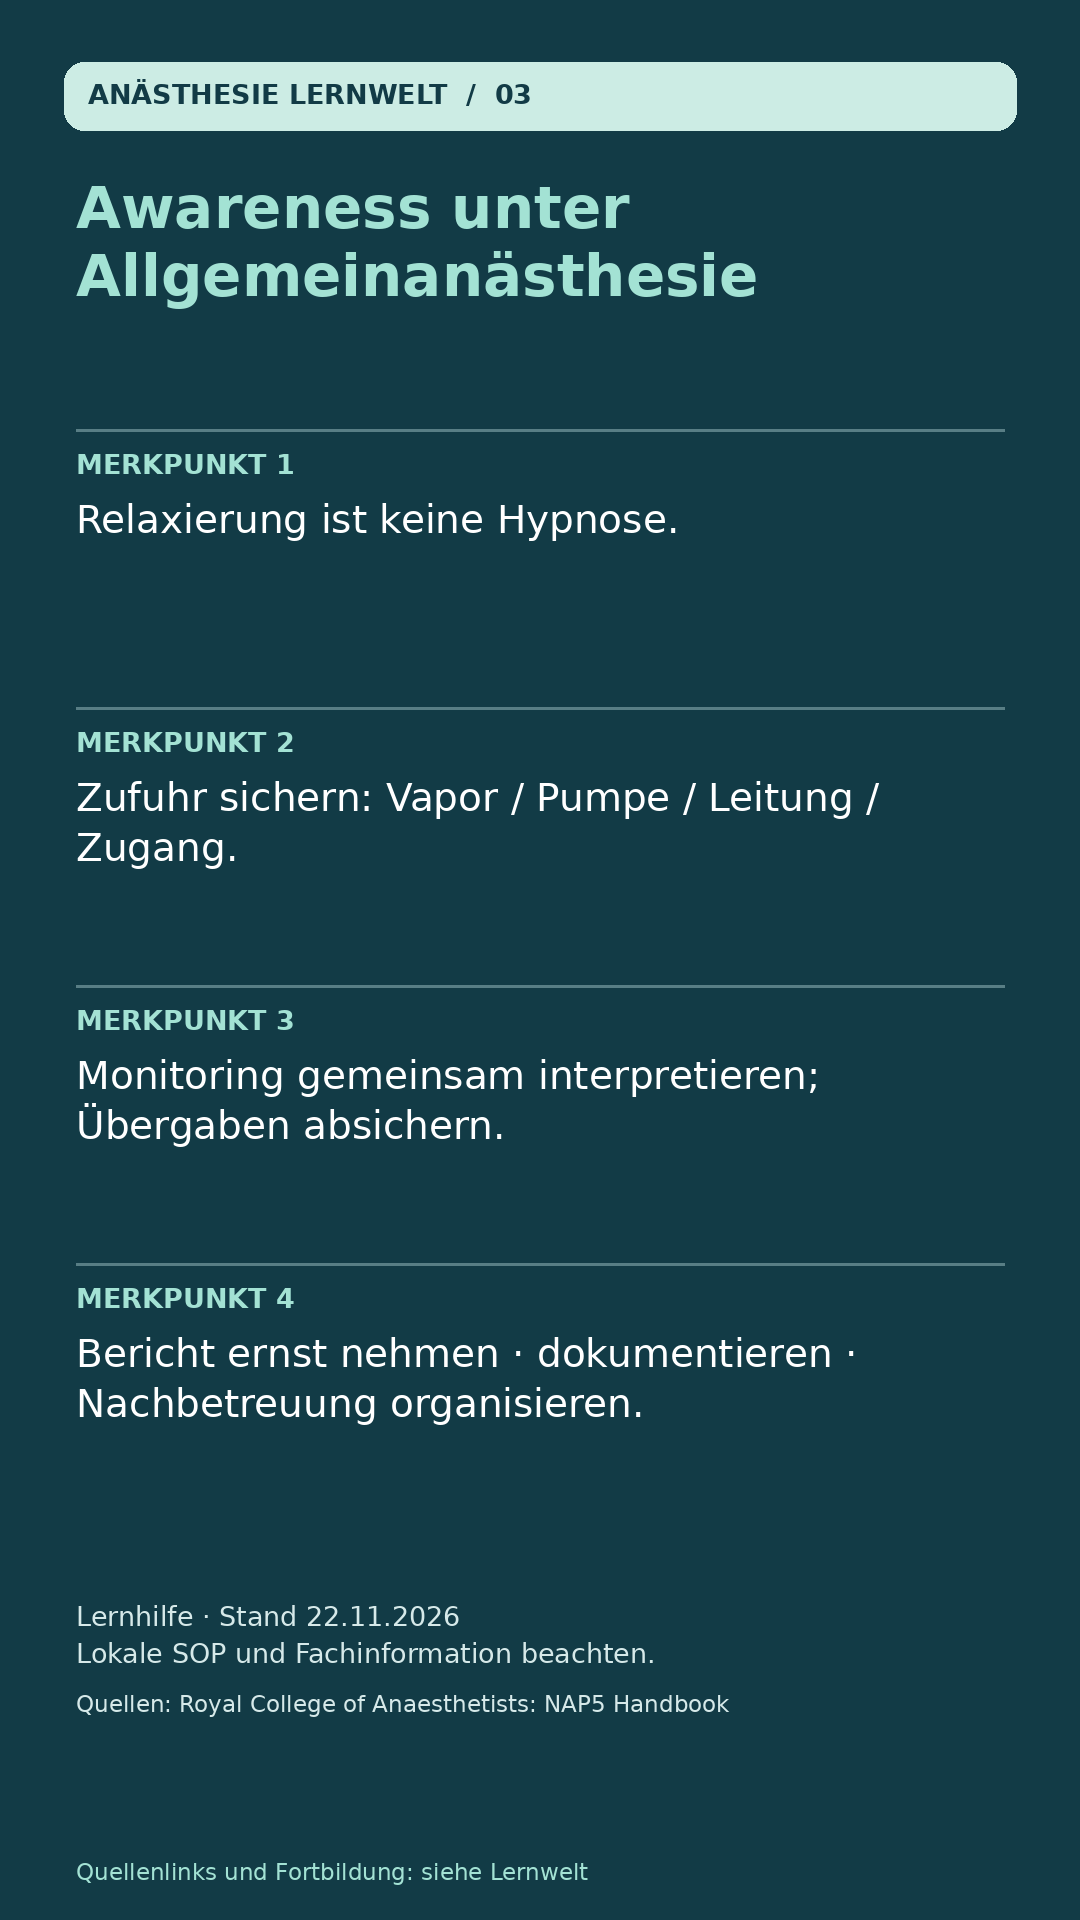 ANÄSTHESIE LERNWELT / 03
Awareness unter
Allgemeinanästhesie
MERKPUNKT 1
Relaxierung ist keine Hypnose.
MERKPUNKT 2
Zufuhr sichern: Vapor / Pumpe / Leitung /
Zugang.
MERKPUNKT 3
Monitoring gemeinsam interpretieren;
Übergaben absichern.
MERKPUNKT 4
Bericht ernst nehmen · dokumentieren ·
Nachbetreuung organisieren.
Lernhilfe · Stand 22.11.2026
Lokale SOP und Fachinformation beachten.
Quellen: Royal College of Anaesthetists: NAP5 Handbook
Quellenlinks und Fortbildung: siehe Lernwelt